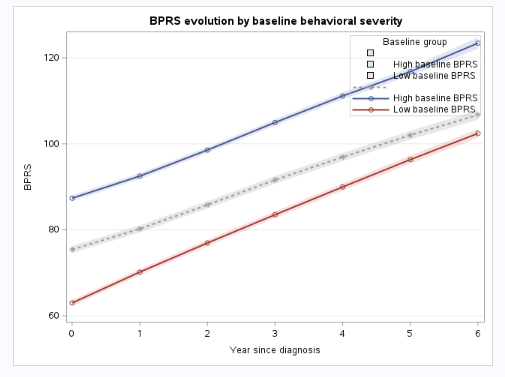 BPRS evolution by baseline behavioral severity
Baseline group
High baseline BPRS
Low baseline BPRS
High baseline BPRS
Low baseline BPRS
BPRS
120
100
80
60
0 1 2 3 4 5 6
Year since diagnosis